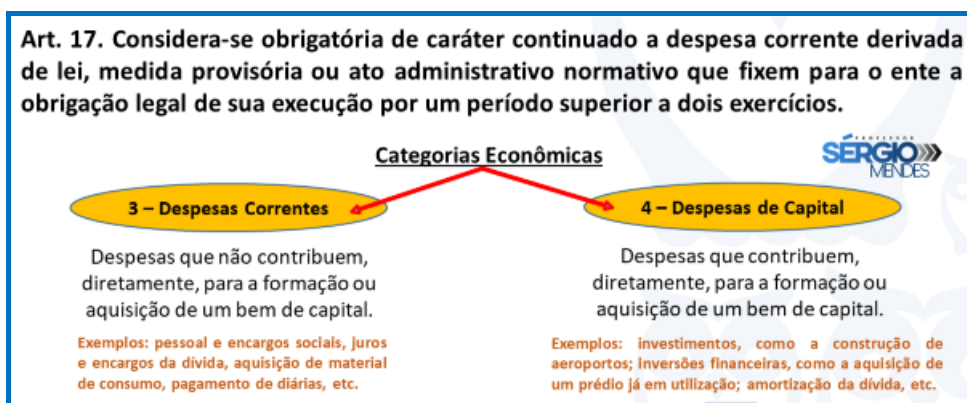 Art. 17. Considera-se obrigatória de caráter continuado a despesa corrente derivada
de lei, medida provisória ou ato administrativo normativo que fixem para o ente a
obrigação legal de sua execução por um período superior a dois exercícios.
Categorias Econômicas
PROFESSOR
SÉRGIO
MENDES
3 – Despesas Correntes
4 – Despesas de Capital
Despesas que não contribuem,
diretamente, para a formação ou
aquisição de um bem de capital.
Exemplos: pessoal e encargos sociais, juros
e encargos da dívida, aquisição de material
de consumo, pagamento de diárias, etc.
Despesas que contribuem,
diretamente, para a formação ou
aquisição de um bem de capital.
Exemplos: investimentos, como a construção de
aeroportos; inversões financeiras, como a aquisição de
um prédio já em utilização; amortização da dívida, etc.